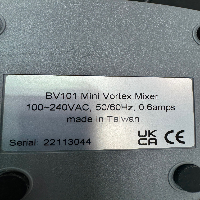 BV101 Mini Vortex Mixer
100~240VAC, 50/60Hz, 0.6amps
made in Taiwan
Serial: 22113044
UK
CA CE